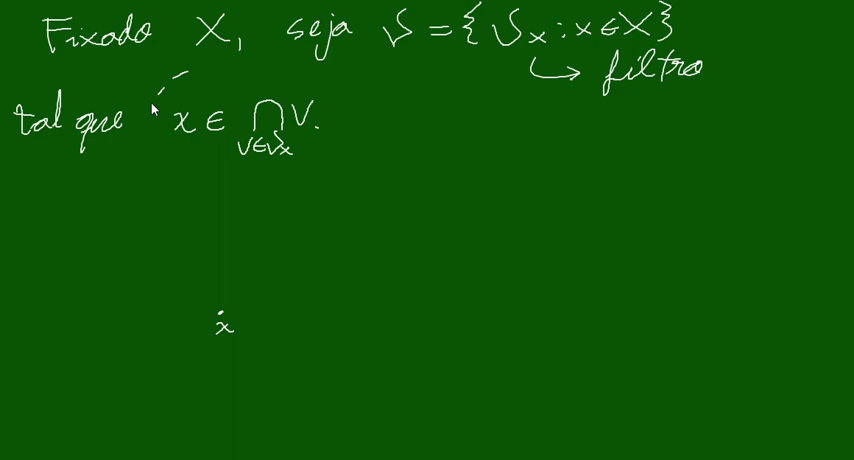 Fixado X, seja 𝒱 = { 𝒱ₓ : x ∈ X }
↳ filtro
tal que x ∈ ⋂ V.
V∈𝒱ₓ
x